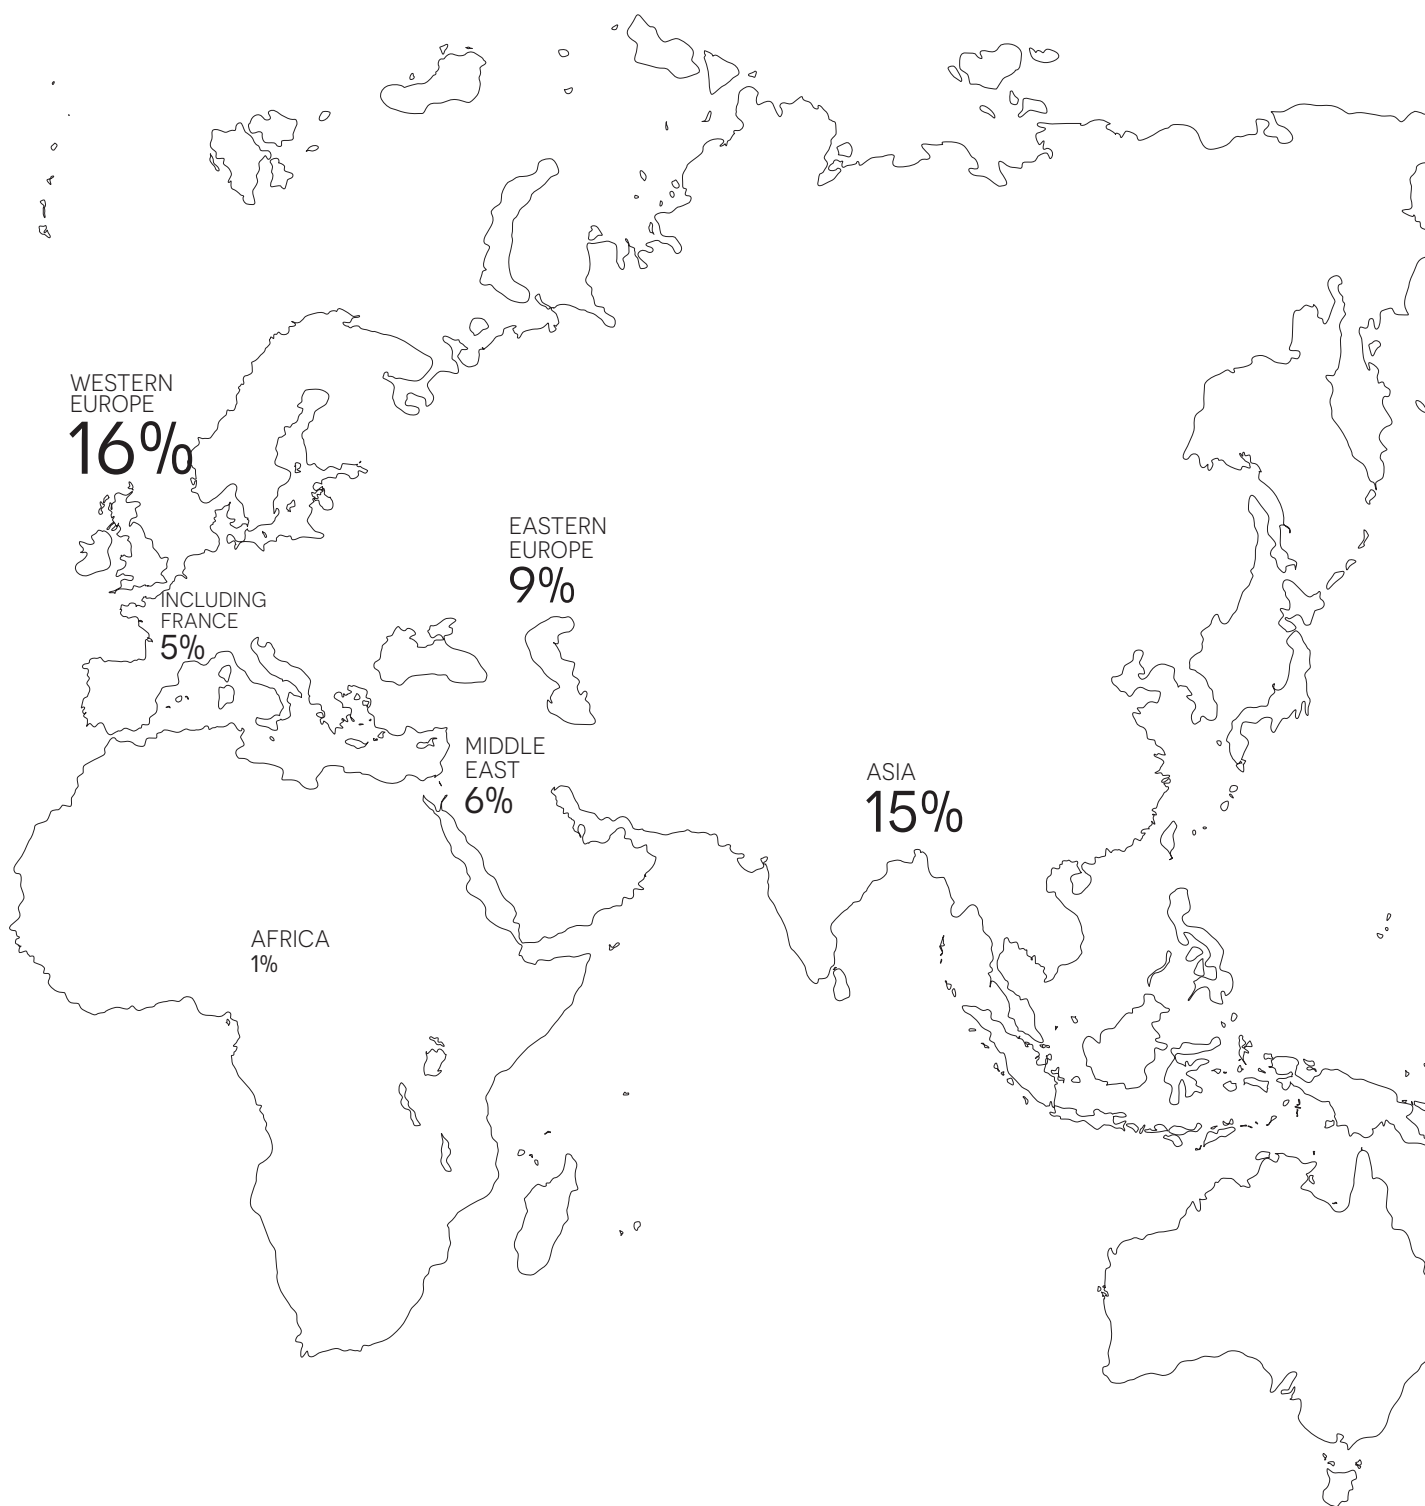 WESTERN
EUROPE
16%
EASTERN
EUROPE
9%
INCLUDING
FRANCE
5%
MIDDLE
EAST
6%
ASIA
15%
AFRICA
1%